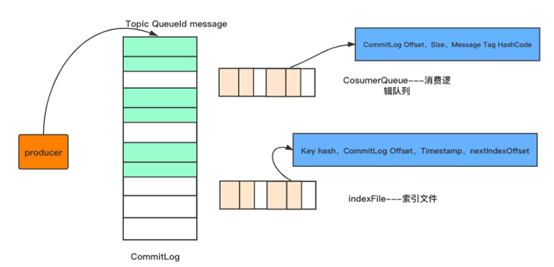 Topic QueueId message
CommitLog Offset、Size、Message Tag HashCode
CosumerQueue---消费逻
辑队列
producer
Key hash、CommitLog Offset、Timestamp、nextIndexOffset
indexFile---索引文件
CommitLog